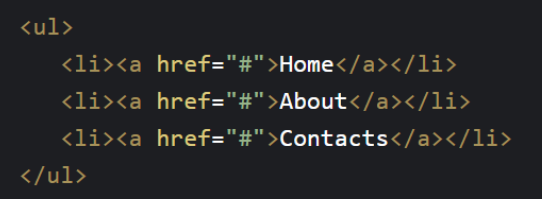 <ul>
<li><a href="#">Home</a></li>
<li><a href="#">About</a></li>
<li><a href="#">Contacts</a></li>
</ul>